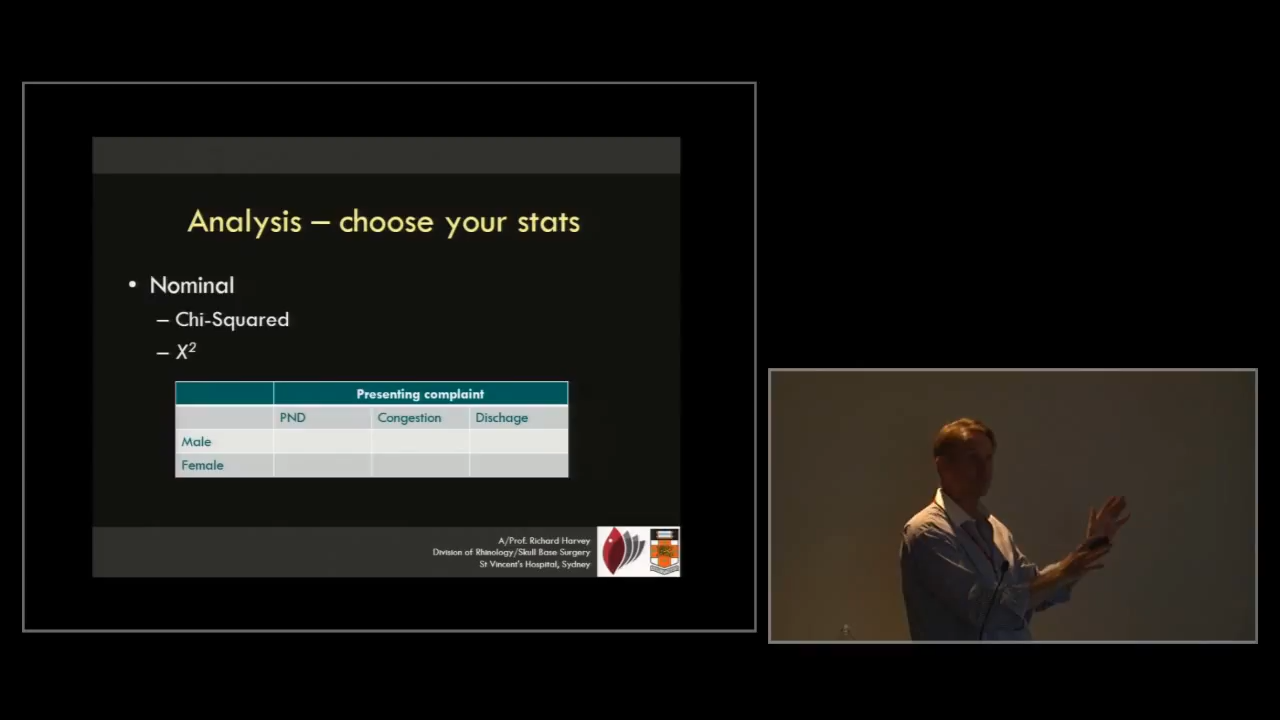 Analysis – choose your stats
• Nominal
– Chi-Squared
– X²
Presenting complaint
PND Congestion Dischage
Male
Female
A/Prof. Richard Harvey
Division of Rhinology/Skull Base Surgery
St Vincent's Hospital, Sydney